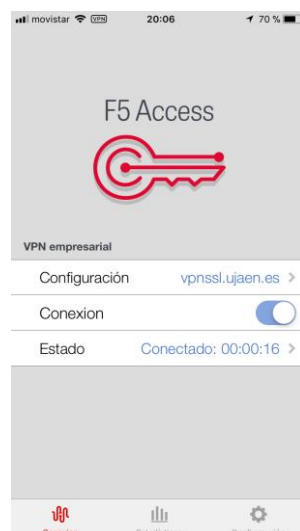 movistar VPN 20:06 70 %
F5 Access
VPN empresarial
Configuración vpnssl.ujaen.es >
Conexion
Estado Conectado: 00:00:16 >